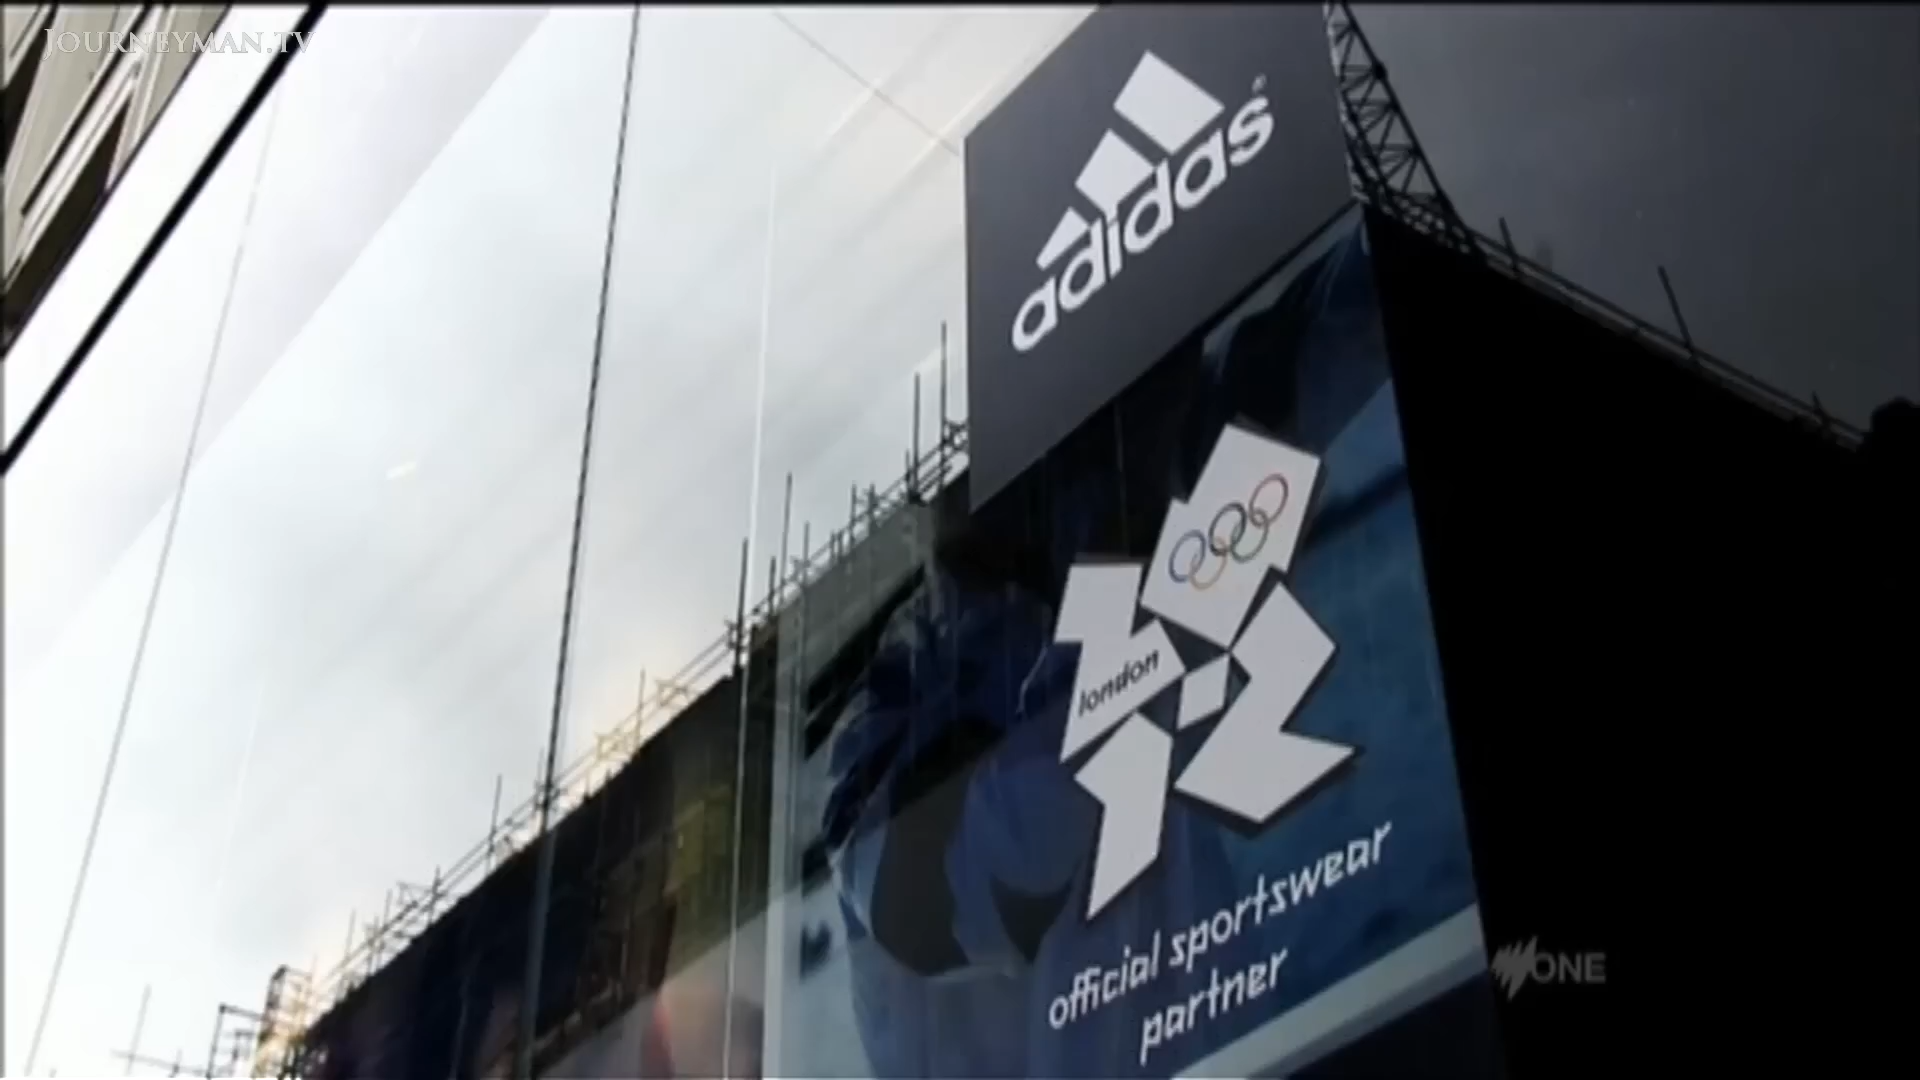 JOURNEYMAN.TV
adidas®
london
official sportswear
partner
ONE